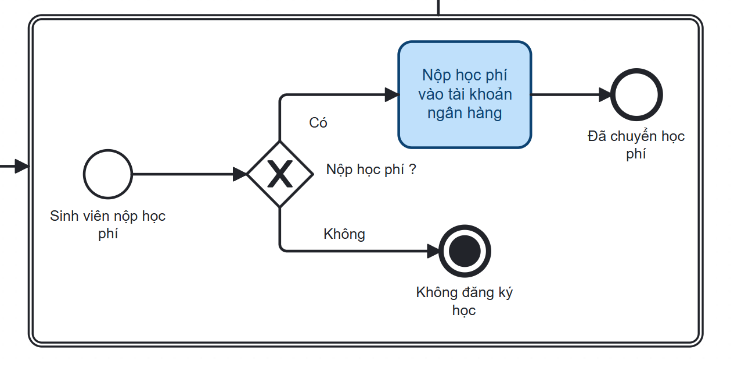 Nộp học phí
vào tài khoản
ngân hàng
Có
Đã chuyển học
phí
Nộp học phí ?
Sinh viên nộp học
phí
Không
Không đăng ký
học